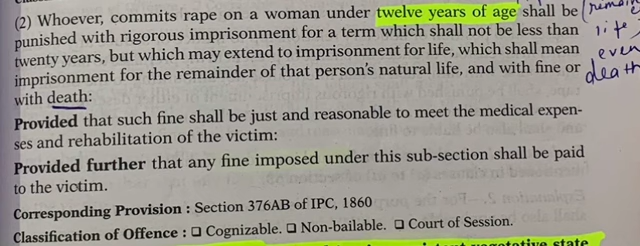 (2) Whoever, commits rape on a woman under twelve years of age shall be
punished with rigorous imprisonment for a term which shall not be less than
twenty years, but which may extend to imprisonment for life, which shall mean
imprisonment for the remainder of that person's natural life, and with fine or
with death:
(remain
life
even
death
Provided that such fine shall be just and reasonable to meet the medical expen-
ses and rehabilitation of the victim:
Provided further that any fine imposed under this sub-section shall be paid
to the victim.
Corresponding Provision : Section 376AB of IPC, 1860
Classification of Offence : ❑ Cognizable. ❑ Non-bailable. ❑ Court of Session.
vegetative state